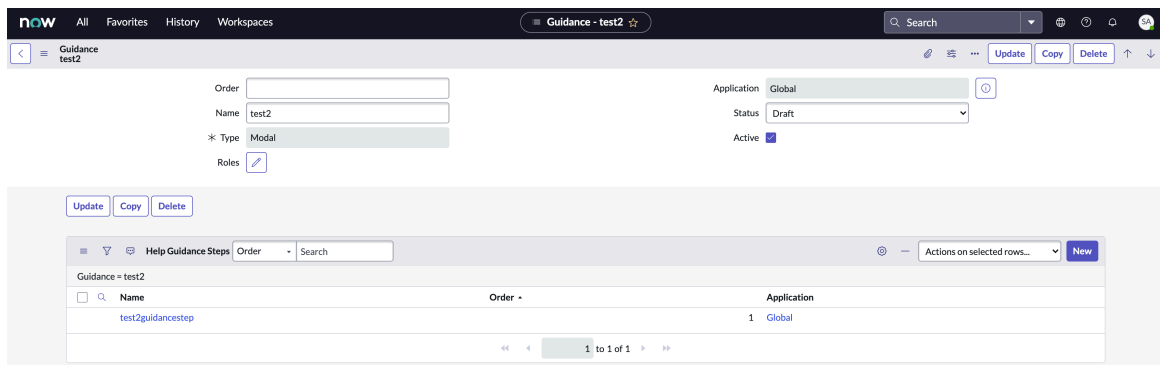 now All Favorites History Workspaces Guidance - test2 Search SA
Guidance
test2
Update Copy Delete
Order
Application Global
Name test2
Status Draft
Type Modal
Active
Roles
Update Copy Delete
Help Guidance Steps Order Search Actions on selected rows... New
Guidance = test2
Name Order Application
test2guidancestep 1 Global
1 to 1 of 1